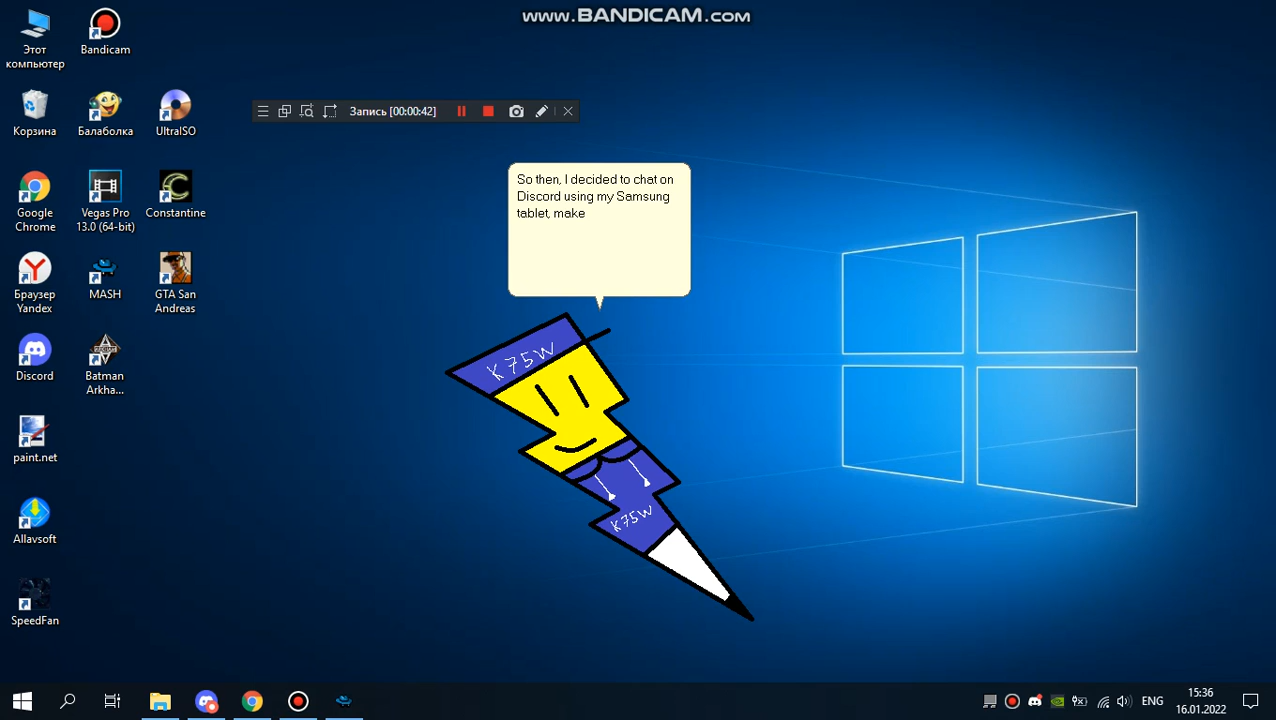 www.BANDICAM.com
Этот компьютер
Bandicam
Корзина
Балаболка
UltraISO
Запись [00:00:42]
Google Chrome
Vegas Pro 13.0 (64-bit)
Constantine
Браузер Yandex
MASH
GTA San Andreas
Discord
Batman Arkha...
paint.net
Allavsoft
SpeedFan
So then, I decided to chat on
Discord using my Samsung
tablet, make
K75W
K75W
ENG
15:36
16.01.2022